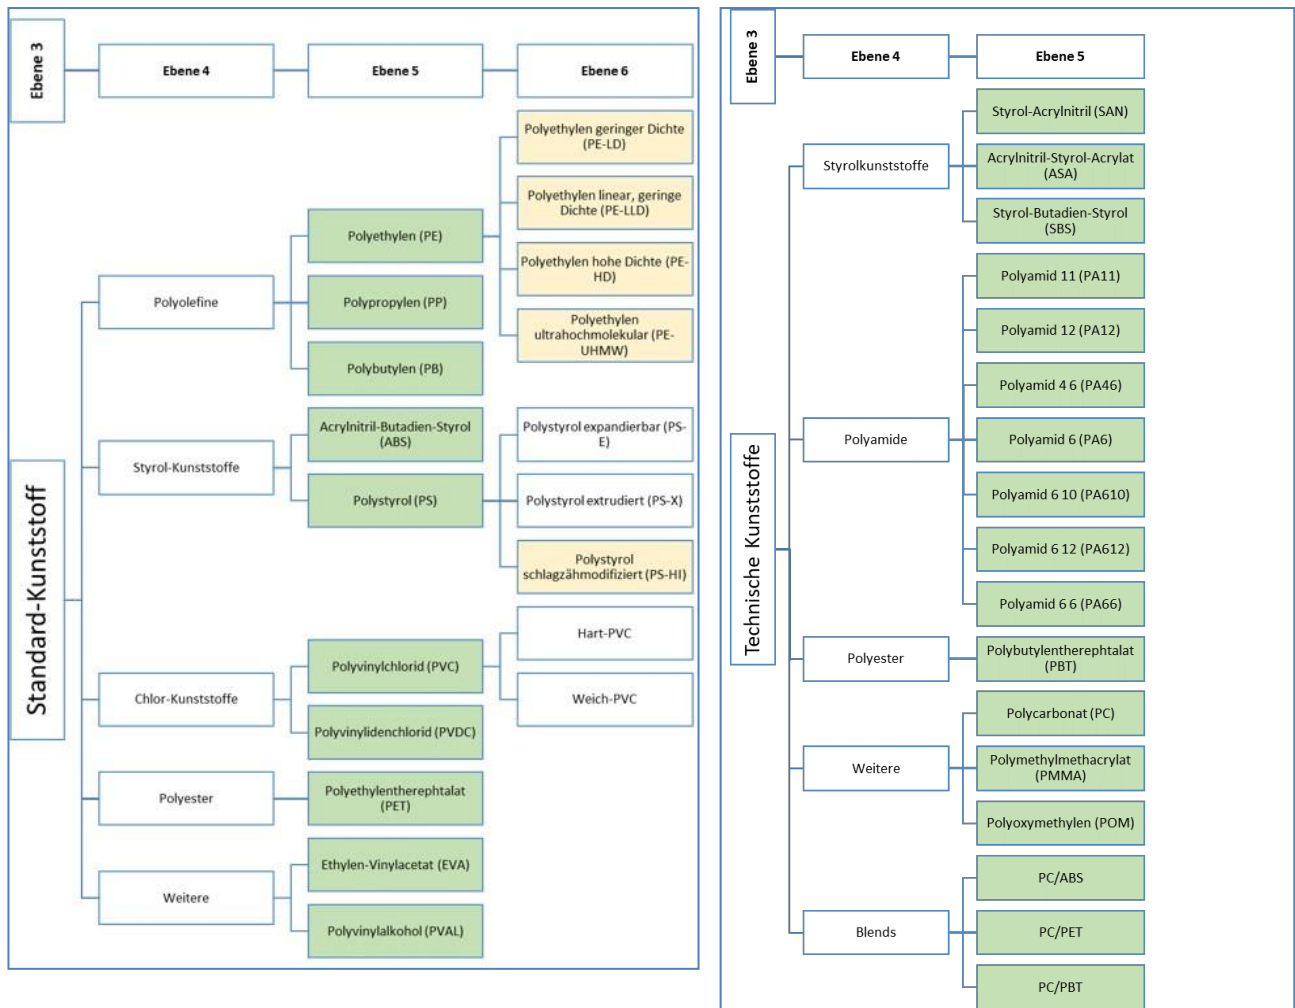 Ebene 3
Ebene 4
Ebene 5
Ebene 6
Standard-Kunststoff
Polyolefine
Polyethylen (PE)
Polyethylen geringer Dichte
(PE-LD)
Polyethylen linear, geringe
Dichte (PE-LLD)
Polyethylen hohe Dichte (PE-
HD)
Polyethylen
ultrahochmolekular (PE-
UHMW)
Polypropylen (PP)
Polybutylen (PB)
Styrol-Kunststoffe
Acrylnitril-Butadien-Styrol
(ABS)
Polystyrol (PS)
Polystyrol expandierbar (PS-
E)
Polystyrol extrudiert (PS-X)
Polystyrol
schlagzähmodifiziert (PS-HI)
Chlor-Kunststoffe
Polyvinylchlorid (PVC)
Hart-PVC
Weich-PVC
Polyvinylidenchlorid (PVDC)
Polyester
Polyethylentherephtalat
(PET)
Weitere
Ethylen-Vinylacetat (EVA)
Polyvinylalkohol (PVAL)
Ebene 3
Ebene 4
Ebene 5
Technische Kunststoffe
Styrolkunststoffe
Styrol-Acrylnitril (SAN)
Acrylnitril-Styrol-Acrylat
(ASA)
Styrol-Butadien-Styrol
(SBS)
Polyamide
Polyamid 11 (PA11)
Polyamid 12 (PA12)
Polyamid 4 6 (PA46)
Polyamid 6 (PA6)
Polyamid 6 10 (PA610)
Polyamid 6 12 (PA612)
Polyamid 6 6 (PA66)
Polyester
Polybutylentherephtalat
(PBT)
Weitere
Polycarbonat (PC)
Polymethylmethacrylat
(PMMA)
Polyoxymethylen (POM)
Blends
PC/ABS
PC/PET
PC/PBT